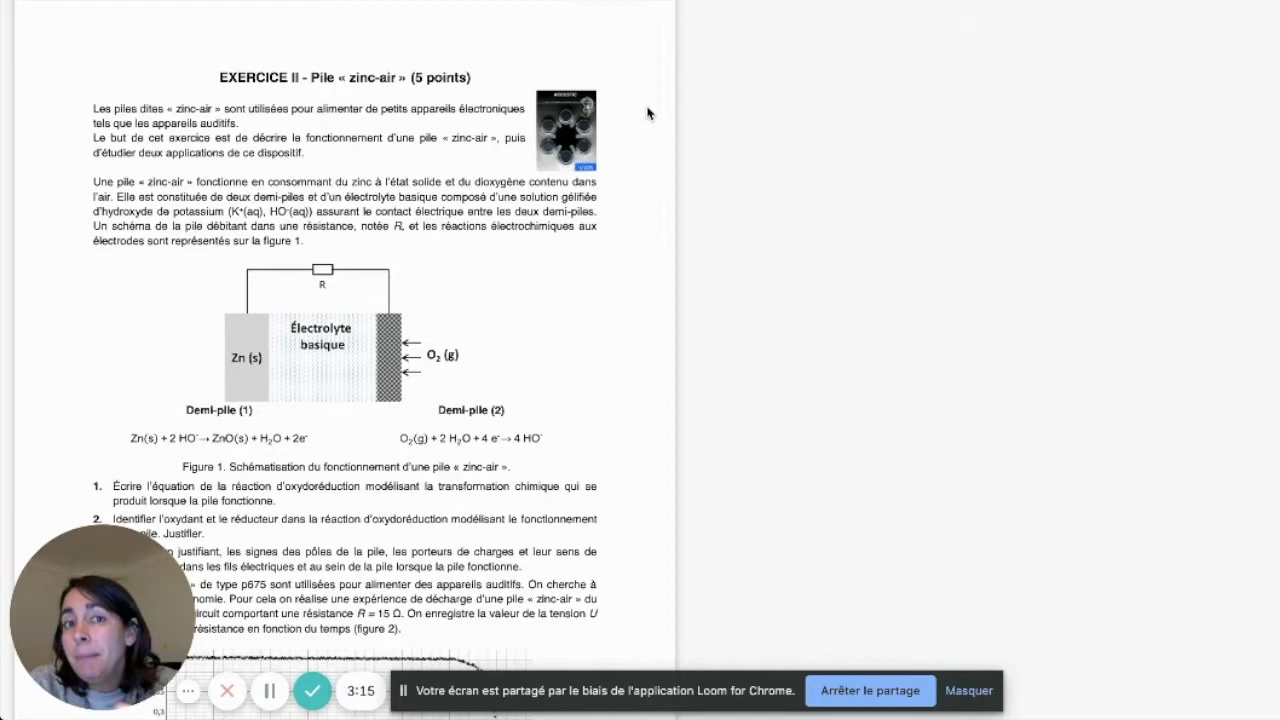 EXERCICE II - Pile « zinc-air » (5 points)
Les piles dites « zinc-air » sont utilisées pour alimenter de petits appareils électroniques
tels que les appareils auditifs.
Le but de cet exercice est de décrire le fonctionnement d'une pile « zinc-air », puis
d'étudier deux applications de ce dispositif.
Une pile « zinc-air » fonctionne en consommant du zinc à l'état solide et du dioxygène contenu dans
l'air. Elle est constituée de deux demi-piles et d'un électrolyte basique composé d'une solution gélifiée
d'hydroxyde de potassium (K⁺(aq), HO⁻(aq)) assurant le contact électrique entre les deux demi-piles.
Un schéma de la pile débitant dans une résistance, notée R, et les réactions électrochimiques aux
électrodes sont représentés sur la figure 1.
R
Électrolyte
basique
Zn (s)
O₂ (g)
Demi-pile (1)
Demi-pile (2)
Zn(s) + 2 HO⁻ → ZnO(s) + H₂O + 2e⁻
O₂(g) + 2 H₂O + 4 e⁻ → 4 HO⁻
Figure 1. Schématisation du fonctionnement d'une pile « zinc-air ».
1. Écrire l'équation de la réaction d'oxydoréduction modélisant la transformation chimique qui se
produit lorsque la pile fonctionne.
2. Identifier l'oxydant et le réducteur dans la réaction d'oxydoréduction modélisant le fonctionnement
pile. Justifier.
justifiant, les signes des pôles de la pile, les porteurs de charges et leur sens de
dans les fils électriques et au sein de la pile lorsque la pile fonctionne.
» de type p675 sont utilisées pour alimenter des appareils auditifs. On cherche à
nomie. Pour cela on réalise une expérience de décharge d'une pile « zinc-air » du
ircuit comportant une résistance R = 15 Ω. On enregistre la valeur de la tension U
résistance en fonction du temps (figure 2).
0,3
3:15
Votre écran est partagé par le biais de l'application Loom for Chrome.
Arrêter le partage
Masquer